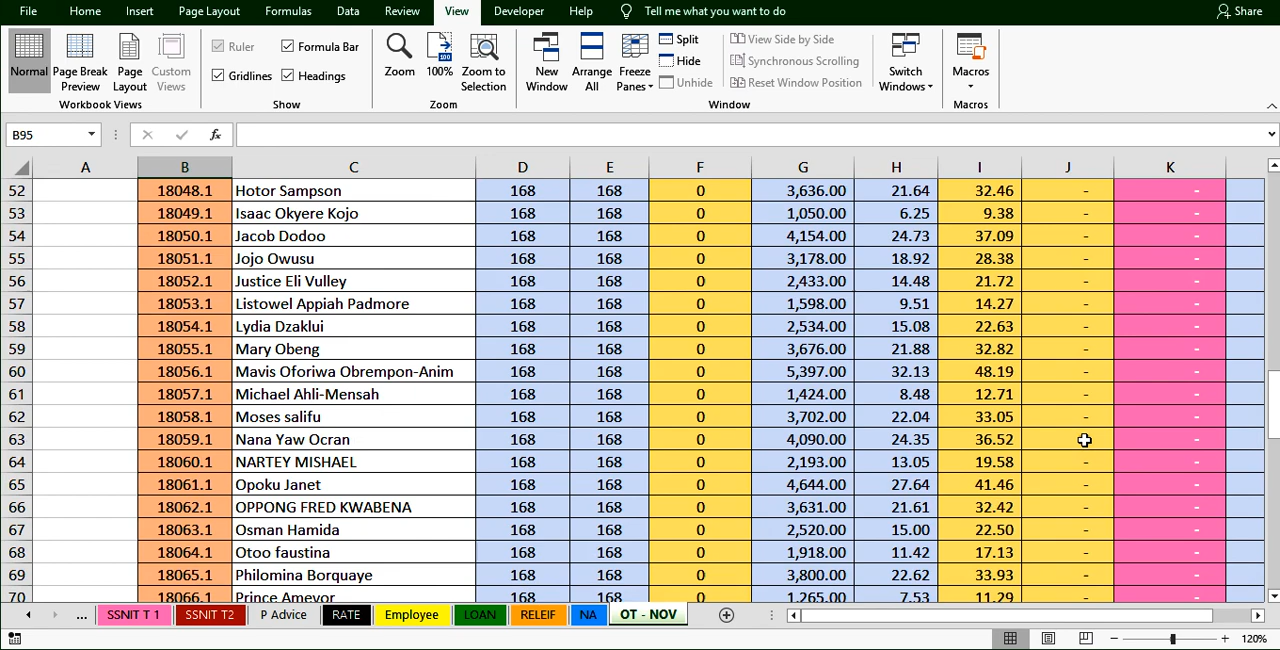 File Home Insert Page Layout Formulas Data Review View Developer Help Tell me what you want to do Share
Normal Page Break Preview Page Layout Custom Views
Workbook Views
Ruler Formula Bar
Gridlines Headings
Show
Zoom 100% Zoom to Selection
Zoom
New Window Arrange All Freeze Panes
Split
Hide
Unhide
View Side by Side
Synchronous Scrolling
Reset Window Position
Switch Windows
Window
Macros
Macros
B95 fx
A B C D E F G H I J K
52 18048.1 Hotor Sampson 168 168 0 3,636.00 21.64 32.46 - -
53 18049.1 Isaac Okyere Kojo 168 168 0 1,050.00 6.25 9.38 - -
54 18050.1 Jacob Dodoo 168 168 0 4,154.00 24.73 37.09 - -
55 18051.1 Jojo Owusu 168 168 0 3,178.00 18.92 28.38 - -
56 18052.1 Justice Eli Vulley 168 168 0 2,433.00 14.48 21.72 - -
57 18053.1 Listowel Appiah Padmore 168 168 0 1,598.00 9.51 14.27 - -
58 18054.1 Lydia Dzaklui 168 168 0 2,534.00 15.08 22.63 - -
59 18055.1 Mary Obeng 168 168 0 3,676.00 21.88 32.82 - -
60 18056.1 Mavis Oforiwa Obrempon-Anim 168 168 0 5,397.00 32.13 48.19 - -
61 18057.1 Michael Ahli-Mensah 168 168 0 1,424.00 8.48 12.71 - -
62 18058.1 Moses salifu 168 168 0 3,702.00 22.04 33.05 - -
63 18059.1 Nana Yaw Ocran 168 168 0 4,090.00 24.35 36.52 - -
64 18060.1 NARTEY MISHAEL 168 168 0 2,193.00 13.05 19.58 - -
65 18061.1 Opoku Janet 168 168 0 4,644.00 27.64 41.46 - -
66 18062.1 OPPONG FRED KWABENA 168 168 0 3,631.00 21.61 32.42 - -
67 18063.1 Osman Hamida 168 168 0 2,520.00 15.00 22.50 - -
68 18064.1 Otoo faustina 168 168 0 1,918.00 11.42 17.13 - -
69 18065.1 Philomina Borquaye 168 168 0 3,800.00 22.62 33.93 - -
70 18066.1 Prince Amevor 168 168 0 1,265.00 7.53 11.29 - -
... SSNIT T 1 SSNIT T2 P Advice RATE Employee LOAN RELEIF NA OT - NOV
120%